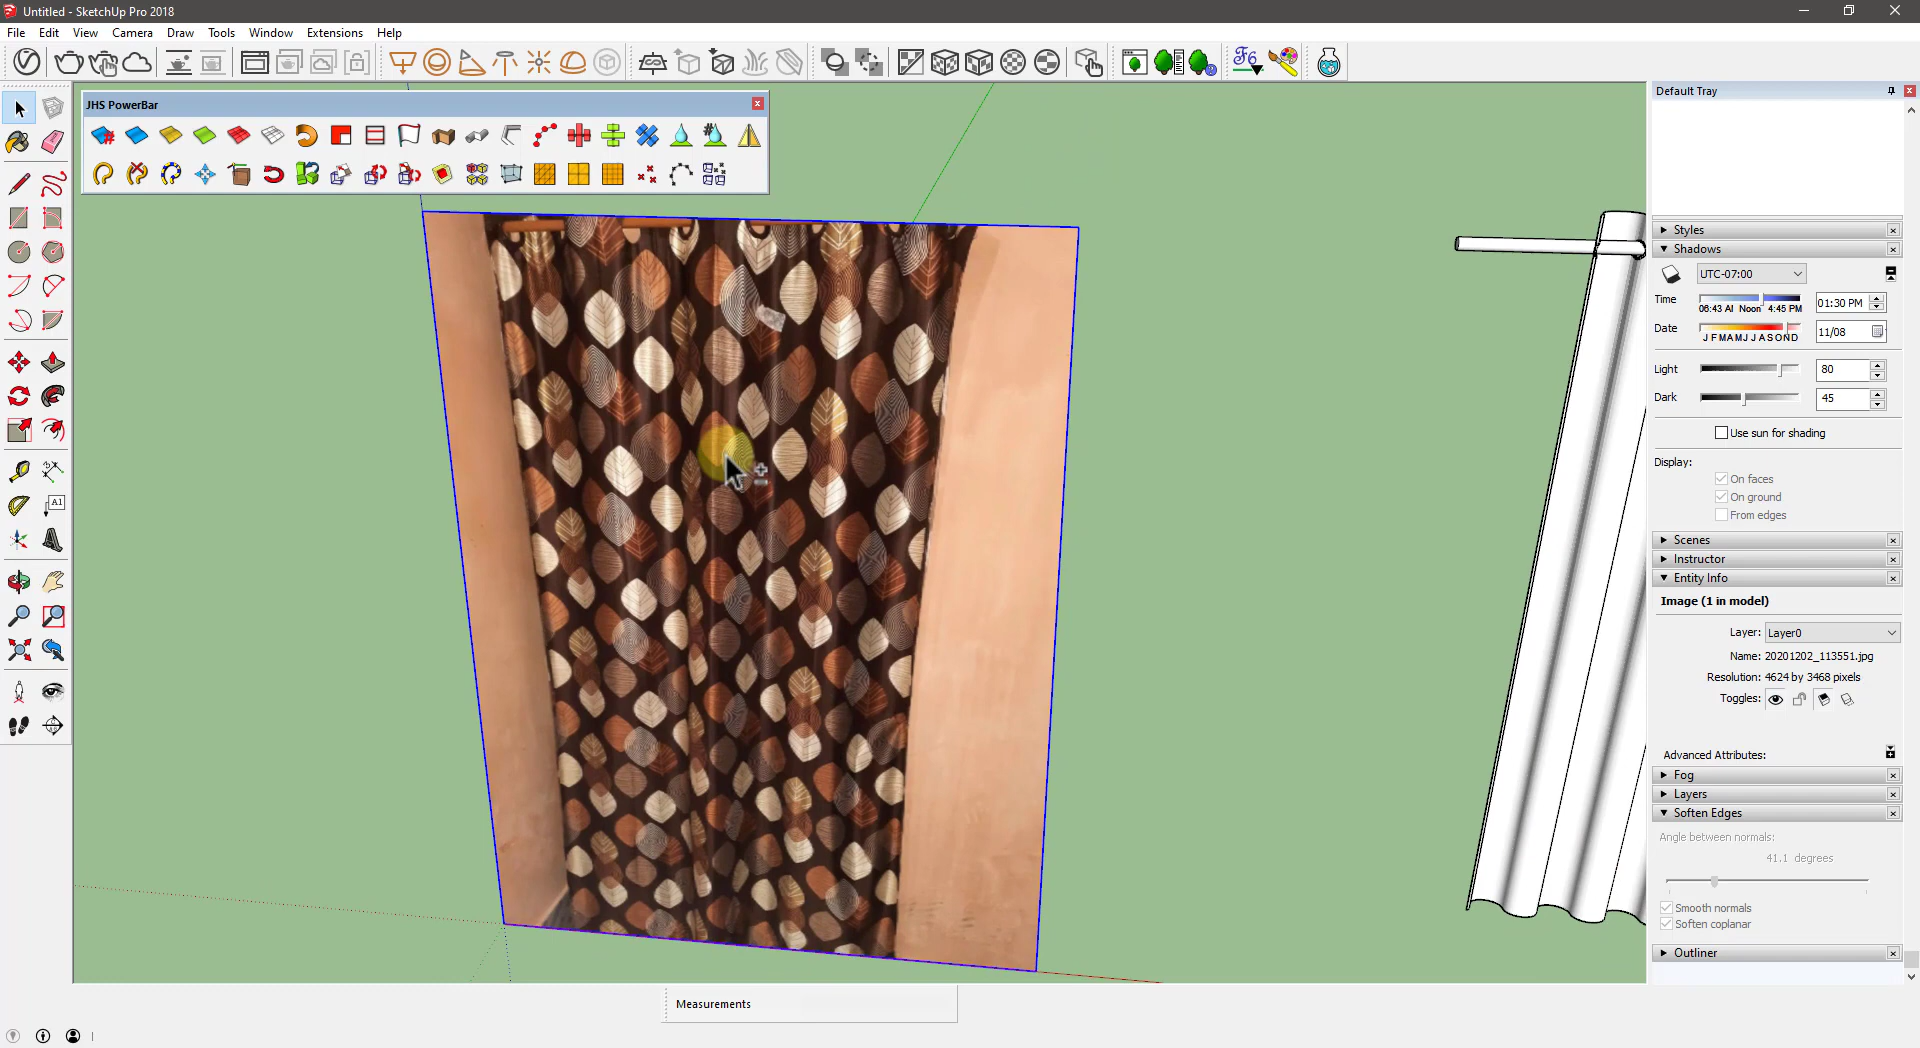 Untitled - SketchUp Pro 2018
File Edit View Camera Draw Tools Window Extensions Help
JHS PowerBar
Default Tray
Styles
Shadows
UTC-07:00
Time
06:43 AM Noon 4:45 PM
01:30 PM
Date
J F M A M J J A S O N D
11/08
Light
80
Dark
45
Use sun for shading
Display:
On faces
On ground
From edges
Scenes
Instructor
Entity Info
Image (1 in model)
Layer: Layer0
Name: 20201202_113551.jpg
Resolution: 4624 by 3468 pixels
Toggles:
Advanced Attributes:
Fog
Layers
Soften Edges
Angle between normals:
41.1 degrees
Smooth normals
Soften coplanar
Outliner
Measurements